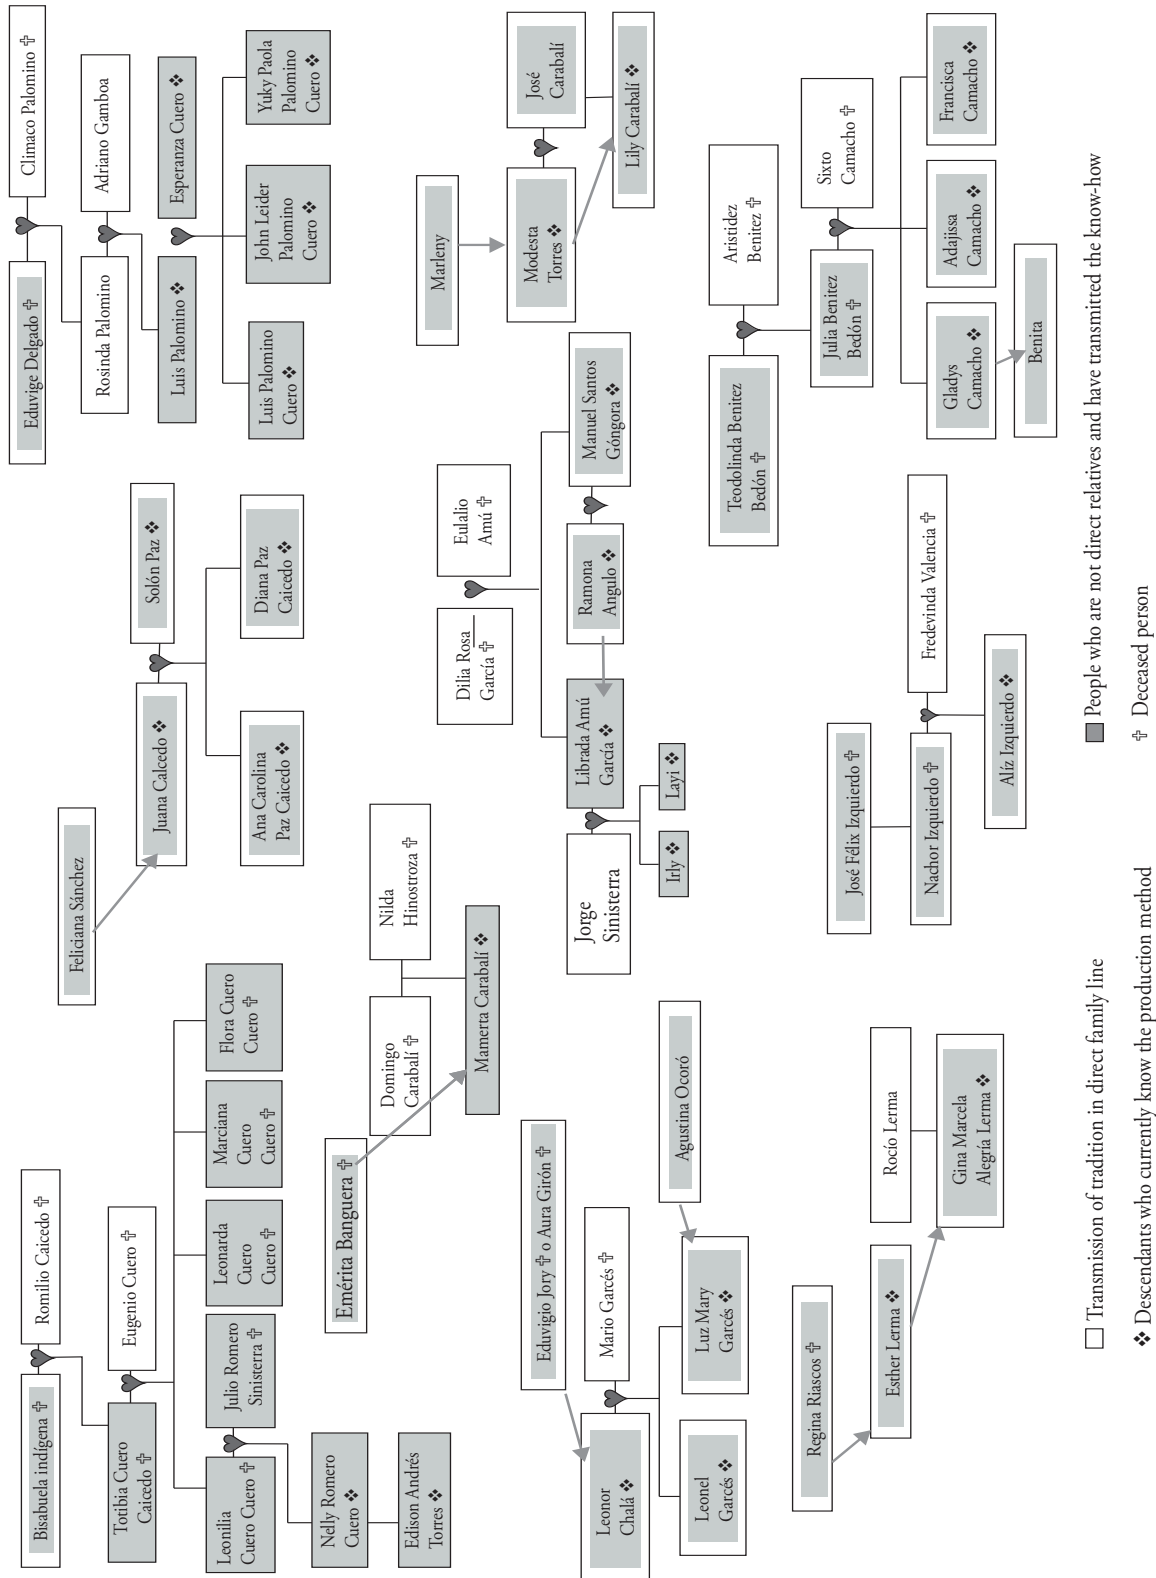 Bisabuela indígena ✞
Romilio Caicedo ✞
Totibia Cuero
Caicedo ✞
Eugenio Cuero ✞
Leonilia
Cuero Cuero ✞
Julio Romero
Sinisterra ✞
Leonarda
Cuero
Cuero ✞
Marciana
Cuero
Cuero ✞
Flora Cuero
Cuero ✞
Nelly Romero
Cuero ❖
Edison Andrés
Torres ❖
Feliciana Sánchez
Juana Calcedo ❖
Solón Paz ❖
Ana Carolina
Paz Caicedo ❖
Diana Paz
Caicedo ❖
Eduvige Delgado ✞
Climaco Palomino ✞
Rosinda Palomino
Adriano Gamboa
Luis Palomino ❖
Esperanza Cuero ❖
Luis Palomino
Cuero ❖
John Leider
Palomino
Cuero ❖
Yuky Paola
Palomino
Cuero ❖
Emérita Banguera ✞
Domingo
Carabalí ✞
Nilda
Hinostroza ✞
Mamerta Carabalí ❖
Dilia Rosa
García ✞
Eulalio
Amú ✞
Jorge
Sinisterra
Librada Amú
García ❖
Ramona
Angulo ❖
Manuel Santos
Góngora ❖
Irly ❖
Layi ❖
Marleny
Modesta
Torres ❖
José
Carabalí
Lily Carabalí ❖
Eduvigio Jory ✞ o Aura Girón ✞
Leonor
Chalá ❖
Mario Garcés ✞
Agustina Ocoró
Leonel
Garcés ❖
Luz Mary
Garcés ❖
Regina Riascos ✞
Esther Lerma ❖
Rocío Lerma
Gina Marcela
Alegría Lerma ❖
José Félix Izquierdo ✞
Nachor Izquierdo ✞
Fredevinda Valencia ✞
Alíz Izquierdo ❖
Teodolinda Benitez
Bedón ✞
Aristidez
Benitez ✞
Julia Benitez
Bedón ✞
Sixto
Camacho ✞
Gladys
Camacho ❖
Adajissa
Camacho ❖
Francisca
Camacho ❖
Benita
Transmission of tradition in direct family line
People who are not direct relatives and have transmitted the know-how
❖ Descendants who currently know the production method
✞ Deceased person